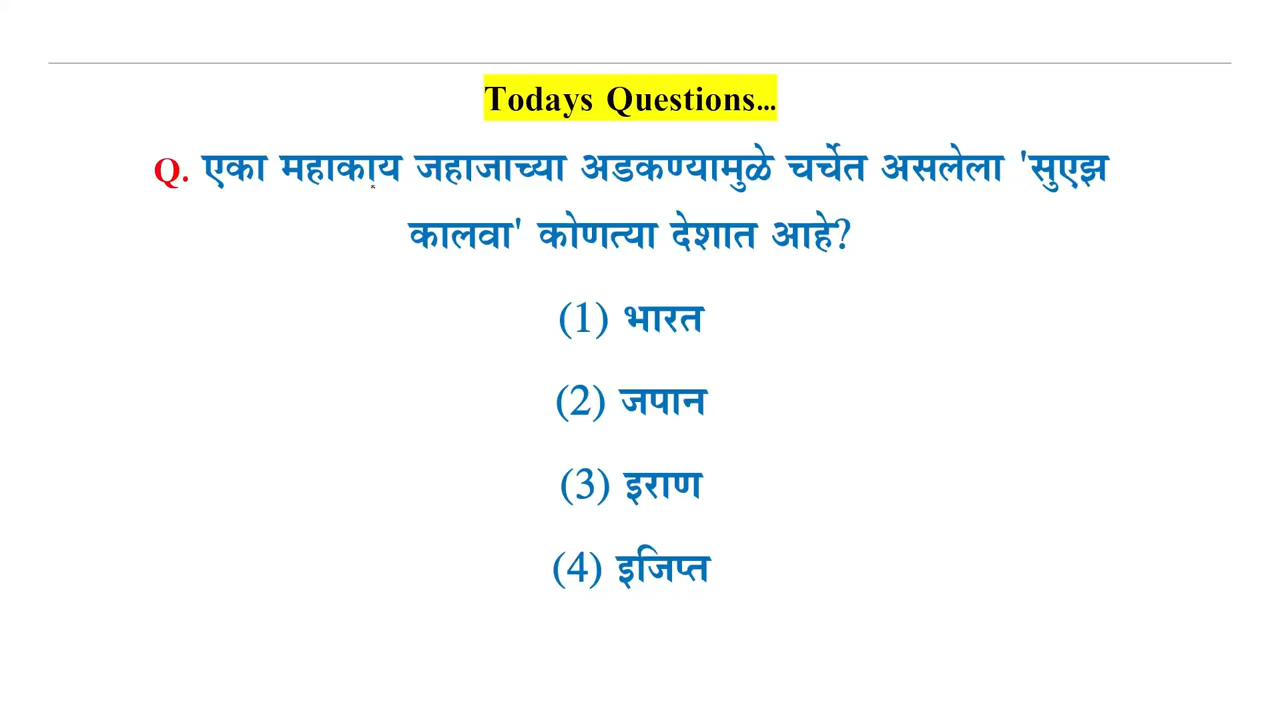 Todays Questions...
Q. एका महाकाय जहाजाच्या अडकण्यामुळे चर्चेत असलेला 'सुएझ
कालवा' कोणत्या देशात आहे?
(1) भारत
(2) जपान
(3) इराण
(4) इजिप्त